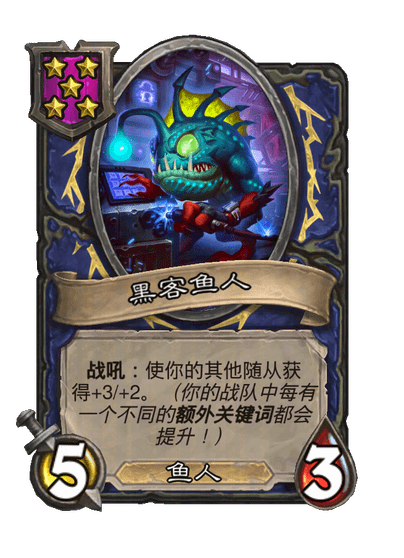 黑客鱼人
战吼：使你的其他随从获
得+3/+2。（你的战队中每有
一个不同的额外关键词都会
提升！）
5
鱼人
3